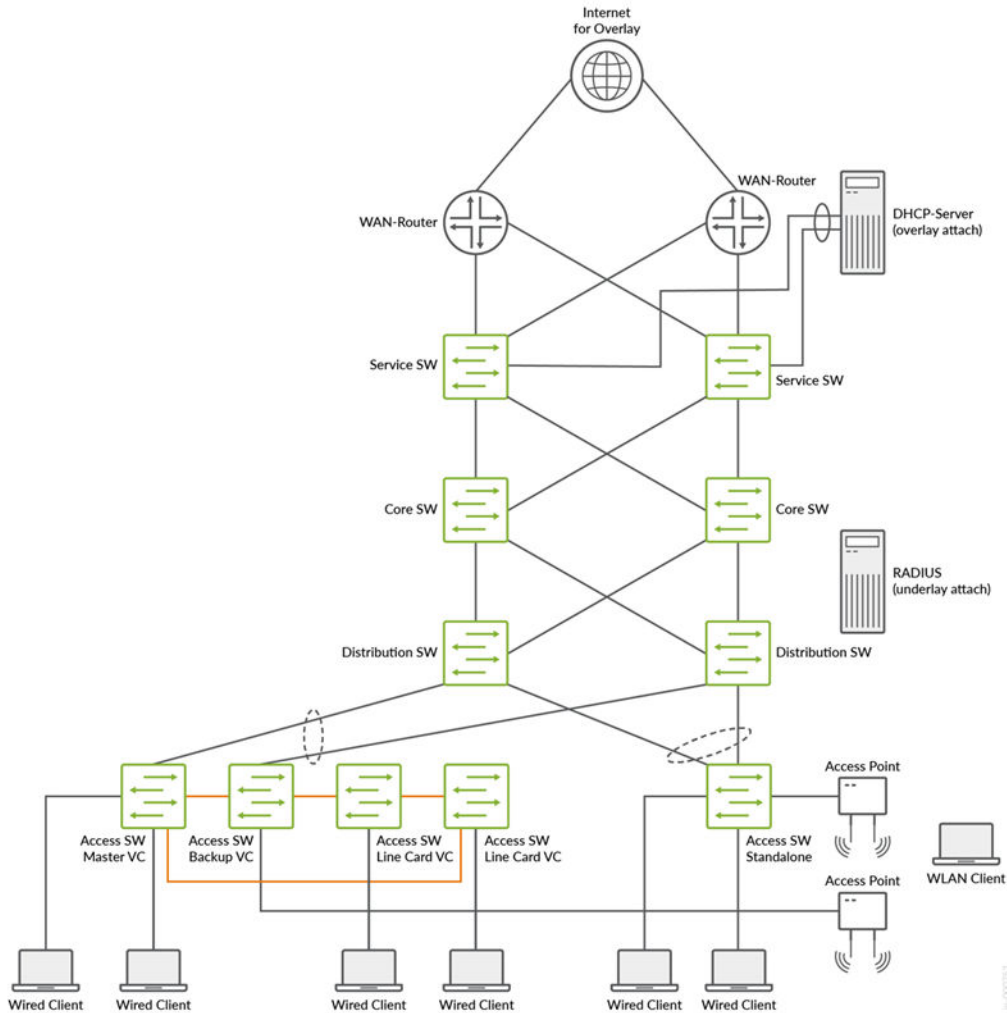 Internet
for Overlay
WAN-Router
WAN-Router
DHCP-Server
(overlay attach)
Service SW
Service SW
Core SW
Core SW
RADIUS
(underlay attach)
Distribution SW
Distribution SW
Access Point
Access SW
Master VC
Access SW
Backup VC
Access SW
Line Card VC
Access SW
Line Card VC
Access SW
Standalone
WLAN Client
Access Point
Wired Client
Wired Client
Wired Client
Wired Client
Wired Client
Wired Client